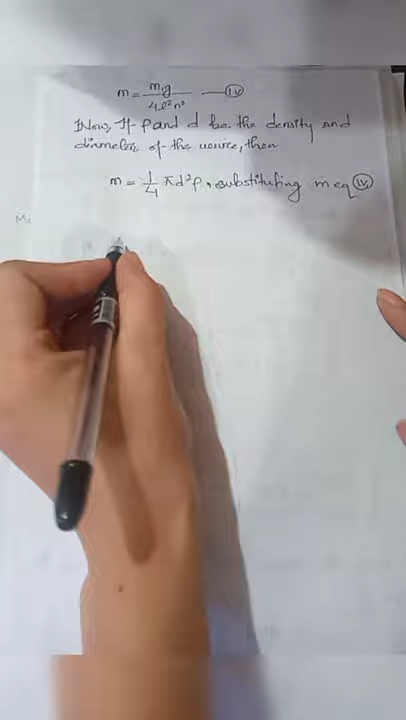 m = M₁g / 4l²n² —— (iv)
Now, If ρ and d be the density and
diameter of the wire, then
m = 1/4 πd²ρ, substituting in eq (iv)